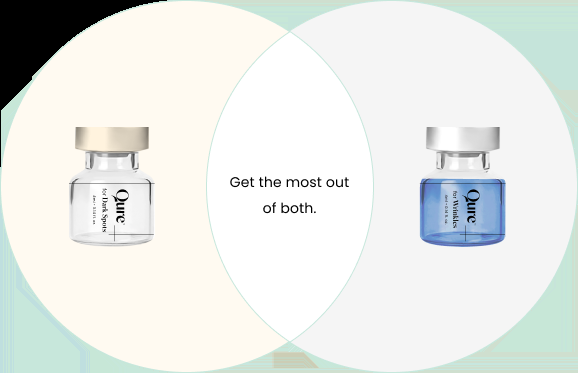 Qure
for Dark Spots
Get the most out
of both.
Qure
for Wrinkles